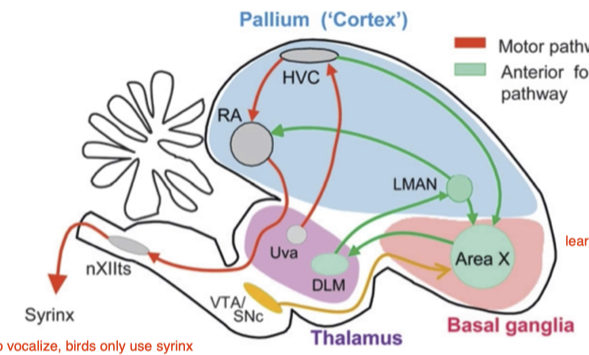 Pallium (‘Cortex’)
Motor pathw
Anterior fo
pathway
HVC
RA
LMAN
lear
Uva
Area X
nXIIts
DLM
VTA/
SNc
Syrinx
Basal ganglia
Thalamus
o vocalize, birds only use syrinx